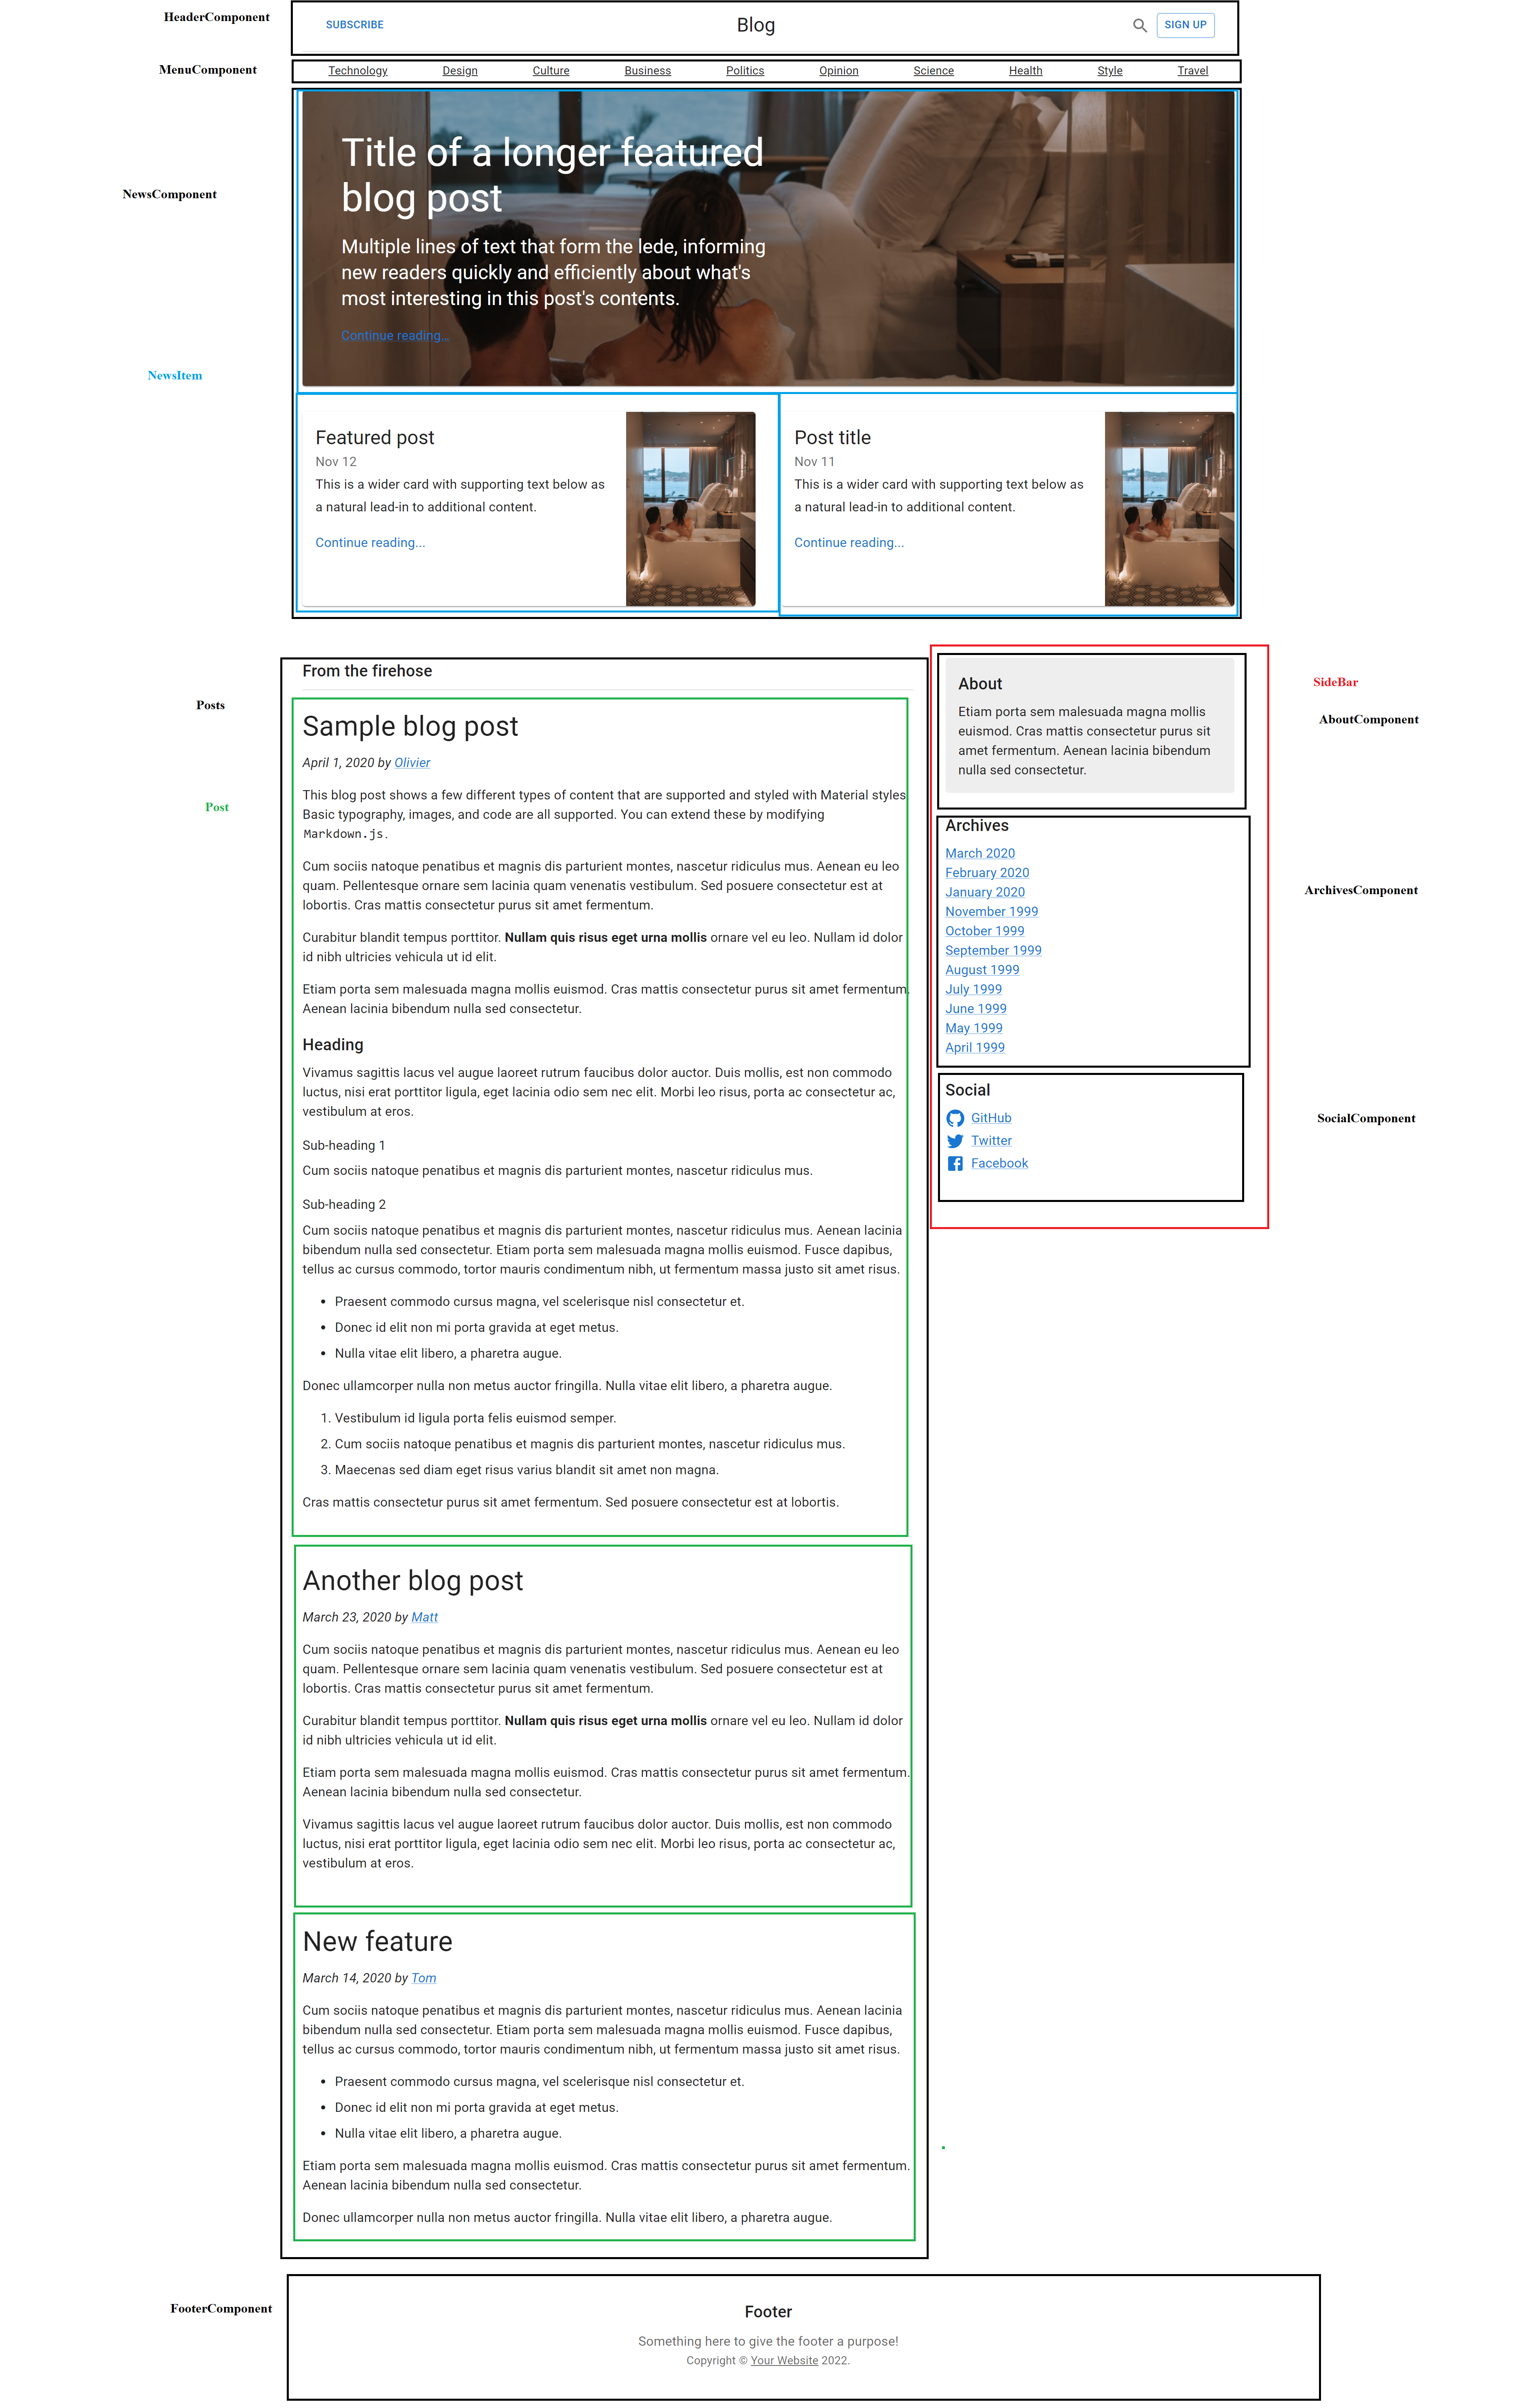 HeaderComponent
SUBSCRIBE
Blog
SIGN UP
MenuComponent
Technology
Design
Culture
Business
Politics
Opinion
Science
Health
Style
Travel
NewsComponent
Title of a longer featured
blog post
Multiple lines of text that form the lede, informing
new readers quickly and efficiently about what's
most interesting in this post's contents.
Continue reading...
NewsItem
Featured post
Nov 12
This is a wider card with supporting text below as
a natural lead-in to additional content.
Continue reading...
Post title
Nov 11
This is a wider card with supporting text below as
a natural lead-in to additional content.
Continue reading...
Posts
From the firehose
Post
Sample blog post
April 1, 2020 by Olivier
This blog post shows a few different types of content that are supported and styled with Material styles
Basic typography, images, and code are all supported. You can extend these by modifying
Markdown.js.
Cum sociis natoque penatibus et magnis dis parturient montes, nascetur ridiculus mus. Aenean eu leo
quam. Pellentesque ornare sem lacinia quam venenatis vestibulum. Sed posuere consectetur est at
lobortis. Cras mattis consectetur purus sit amet fermentum.
Curabitur blandit tempus porttitor. Nullam quis risus eget urna mollis ornare vel eu leo. Nullam id dolor
id nibh ultricies vehicula ut id elit.
Etiam porta sem malesuada magna mollis euismod. Cras mattis consectetur purus sit amet fermentum.
Aenean lacinia bibendum nulla sed consectetur.
Heading
Vivamus sagittis lacus vel augue laoreet rutrum faucibus dolor auctor. Duis mollis, est non commodo
luctus, nisi erat porttitor ligula, eget lacinia odio sem nec elit. Morbi leo risus, porta ac consectetur ac,
vestibulum at eros.
Sub-heading 1
Cum sociis natoque penatibus et magnis dis parturient montes, nascetur ridiculus mus.
Sub-heading 2
Cum sociis natoque penatibus et magnis dis parturient montes, nascetur ridiculus mus. Aenean lacinia
bibendum nulla sed consectetur. Etiam porta sem malesuada magna mollis euismod. Fusce dapibus,
tellus ac cursus commodo, tortor mauris condimentum nibh, ut fermentum massa justo sit amet risus.
• Praesent commodo cursus magna, vel scelerisque nisl consectetur et.
• Donec id elit non mi porta gravida at eget metus.
• Nulla vitae elit libero, a pharetra augue.
Donec ullamcorper nulla non metus auctor fringilla. Nulla vitae elit libero, a pharetra augue.
1. Vestibulum id ligula porta felis euismod semper.
2. Cum sociis natoque penatibus et magnis dis parturient montes, nascetur ridiculus mus.
3. Maecenas sed diam eget risus varius blandit sit amet non magna.
Cras mattis consectetur purus sit amet fermentum. Sed posuere consectetur est at lobortis.
Another blog post
March 23, 2020 by Matt
Cum sociis natoque penatibus et magnis dis parturient montes, nascetur ridiculus mus. Aenean eu leo
quam. Pellentesque ornare sem lacinia quam venenatis vestibulum. Sed posuere consectetur est at
lobortis. Cras mattis consectetur purus sit amet fermentum.
Curabitur blandit tempus porttitor. Nullam quis risus eget urna mollis ornare vel eu leo. Nullam id dolor
id nibh ultricies vehicula ut id elit.
Etiam porta sem malesuada magna mollis euismod. Cras mattis consectetur purus sit amet fermentum.
Aenean lacinia bibendum nulla sed consectetur.
Vivamus sagittis lacus vel augue laoreet rutrum faucibus dolor auctor. Duis mollis, est non commodo
luctus, nisi erat porttitor ligula, eget lacinia odio sem nec elit. Morbi leo risus, porta ac consectetur ac,
vestibulum at eros.
New feature
March 14, 2020 by Tom
Cum sociis natoque penatibus et magnis dis parturient montes, nascetur ridiculus mus. Aenean lacinia
bibendum nulla sed consectetur. Etiam porta sem malesuada magna mollis euismod. Fusce dapibus,
tellus ac cursus commodo, tortor mauris condimentum nibh, ut fermentum massa justo sit amet risus.
• Praesent commodo cursus magna, vel scelerisque nisl consectetur et.
• Donec id elit non mi porta gravida at eget metus.
• Nulla vitae elit libero, a pharetra augue.
Etiam porta sem malesuada magna mollis euismod. Cras mattis consectetur purus sit amet fermentum.
Aenean lacinia bibendum nulla sed consectetur.
Donec ullamcorper nulla non metus auctor fringilla. Nulla vitae elit libero, a pharetra augue.
SideBar
AboutComponent
About
Etiam porta sem malesuada magna mollis
euismod. Cras mattis consectetur purus sit
amet fermentum. Aenean lacinia bibendum
nulla sed consectetur.
ArchivesComponent
Archives
March 2020
February 2020
January 2020
November 1999
October 1999
September 1999
August 1999
July 1999
June 1999
May 1999
April 1999
SocialComponent
Social
GitHub
Twitter
Facebook
FooterComponent
Footer
Something here to give the footer a purpose!
Copyright © Your Website 2022.